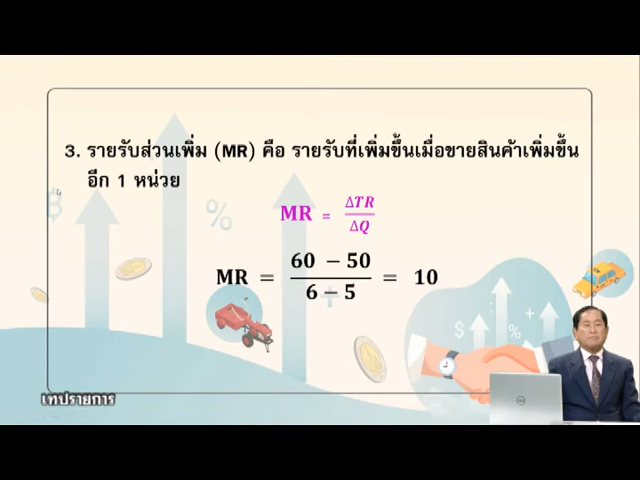 3. รายรับส่วนเพิ่ม (MR) คือ รายรับที่เพิ่มขึ้นเมื่อขายสินค้าเพิ่มขึ้น
อีก 1 หน่วย
MR = ΔTR/ΔQ
MR = 60 − 50 / 6 − 5 = 10
เทปรายการ